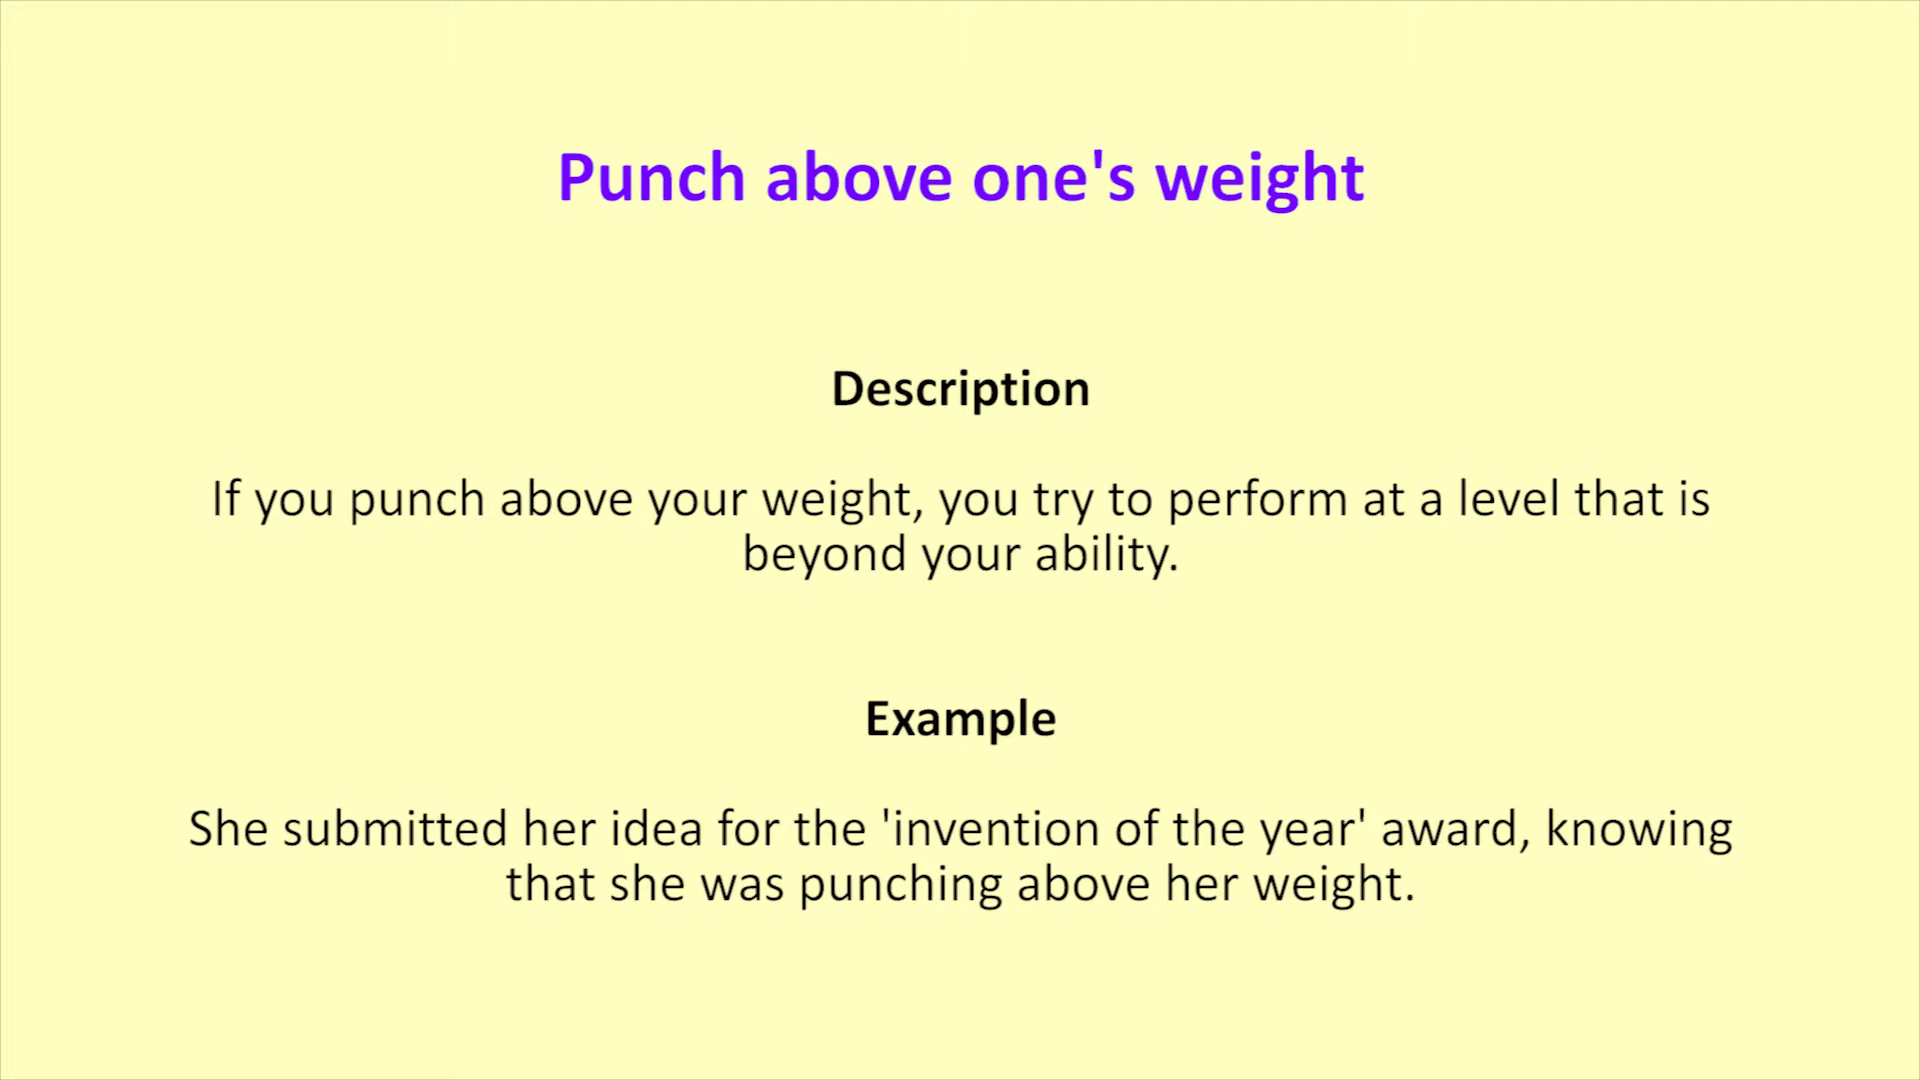 Punch above one's weight
Description
If you punch above your weight, you try to perform at a level that is
beyond your ability.
Example
She submitted her idea for the 'invention of the year' award, knowing
that she was punching above her weight.